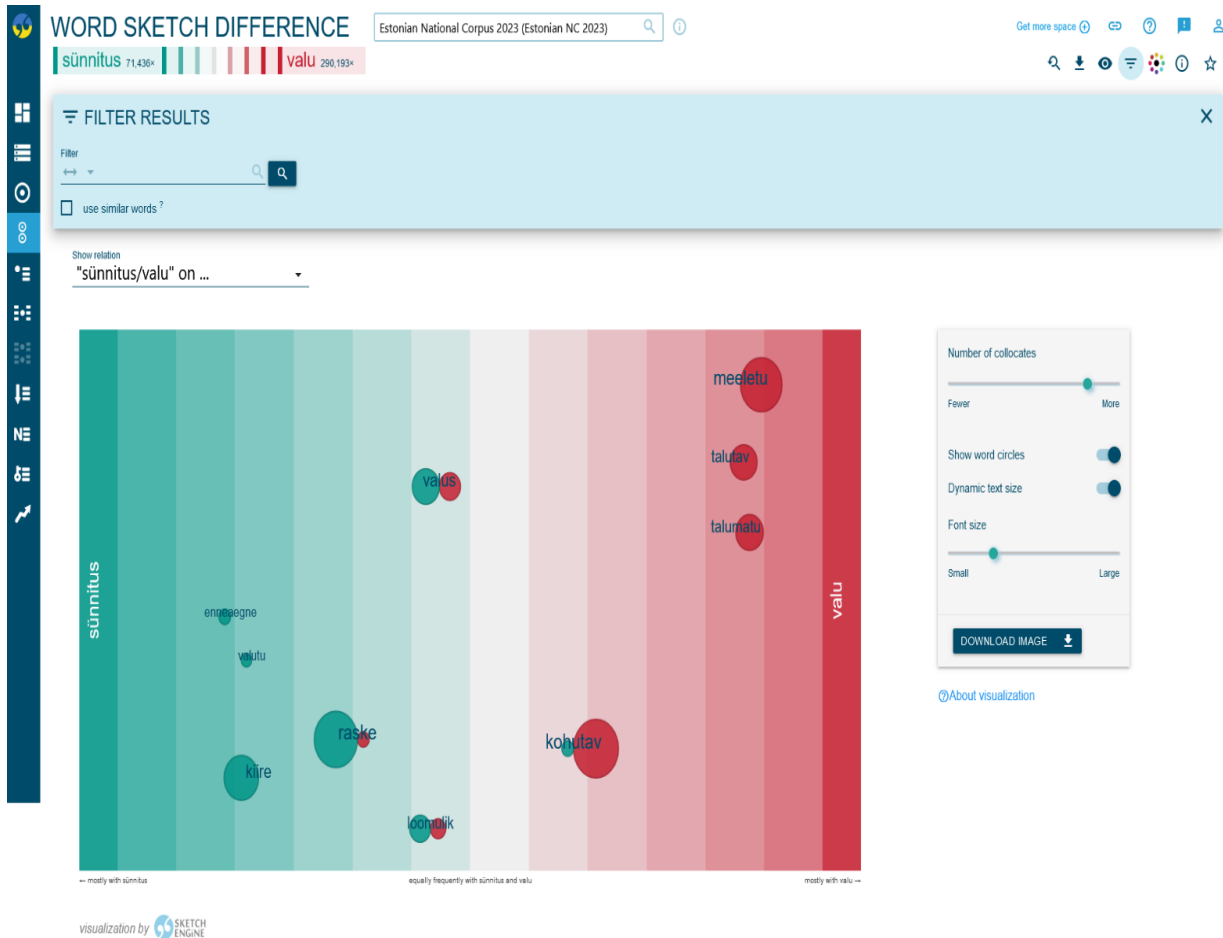 WORD SKETCH DIFFERENCE
Estonian National Corpus 2023 (Estonian NC 2023)
Get more space
sünnitus 71,436×
valu 290,193×
FILTER RESULTS
X
Filter
use similar words ?
Show relation
"sünnitus/valu" on ...
sünnitus
meeletu
talutav
valus
talumatu
enneaegne
valutu
raske
kohutav
kiire
loomulik
valu
← mostly with sünnitus
equally frequently with sünnitus and valu
mostly with valu →
Number of collocates
Fewer
More
Show word circles
Dynamic text size
Font size
Small
Large
DOWNLOAD IMAGE
About visualization
visualization by SKETCH
ENGINE